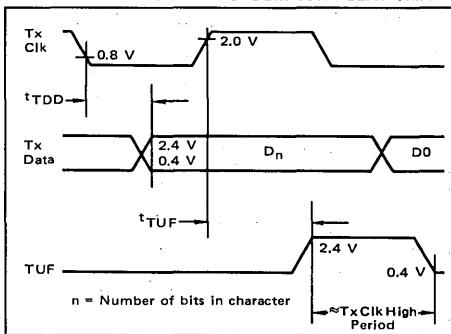 Tx
Clk
0.8 V
2.0 V
tTDD
Tx
Data
2.4 V
0.4 V
Dn
D0
tTUF
TUF
2.4 V
0.4 V
n = Number of bits in character
≈TxClk High
Period